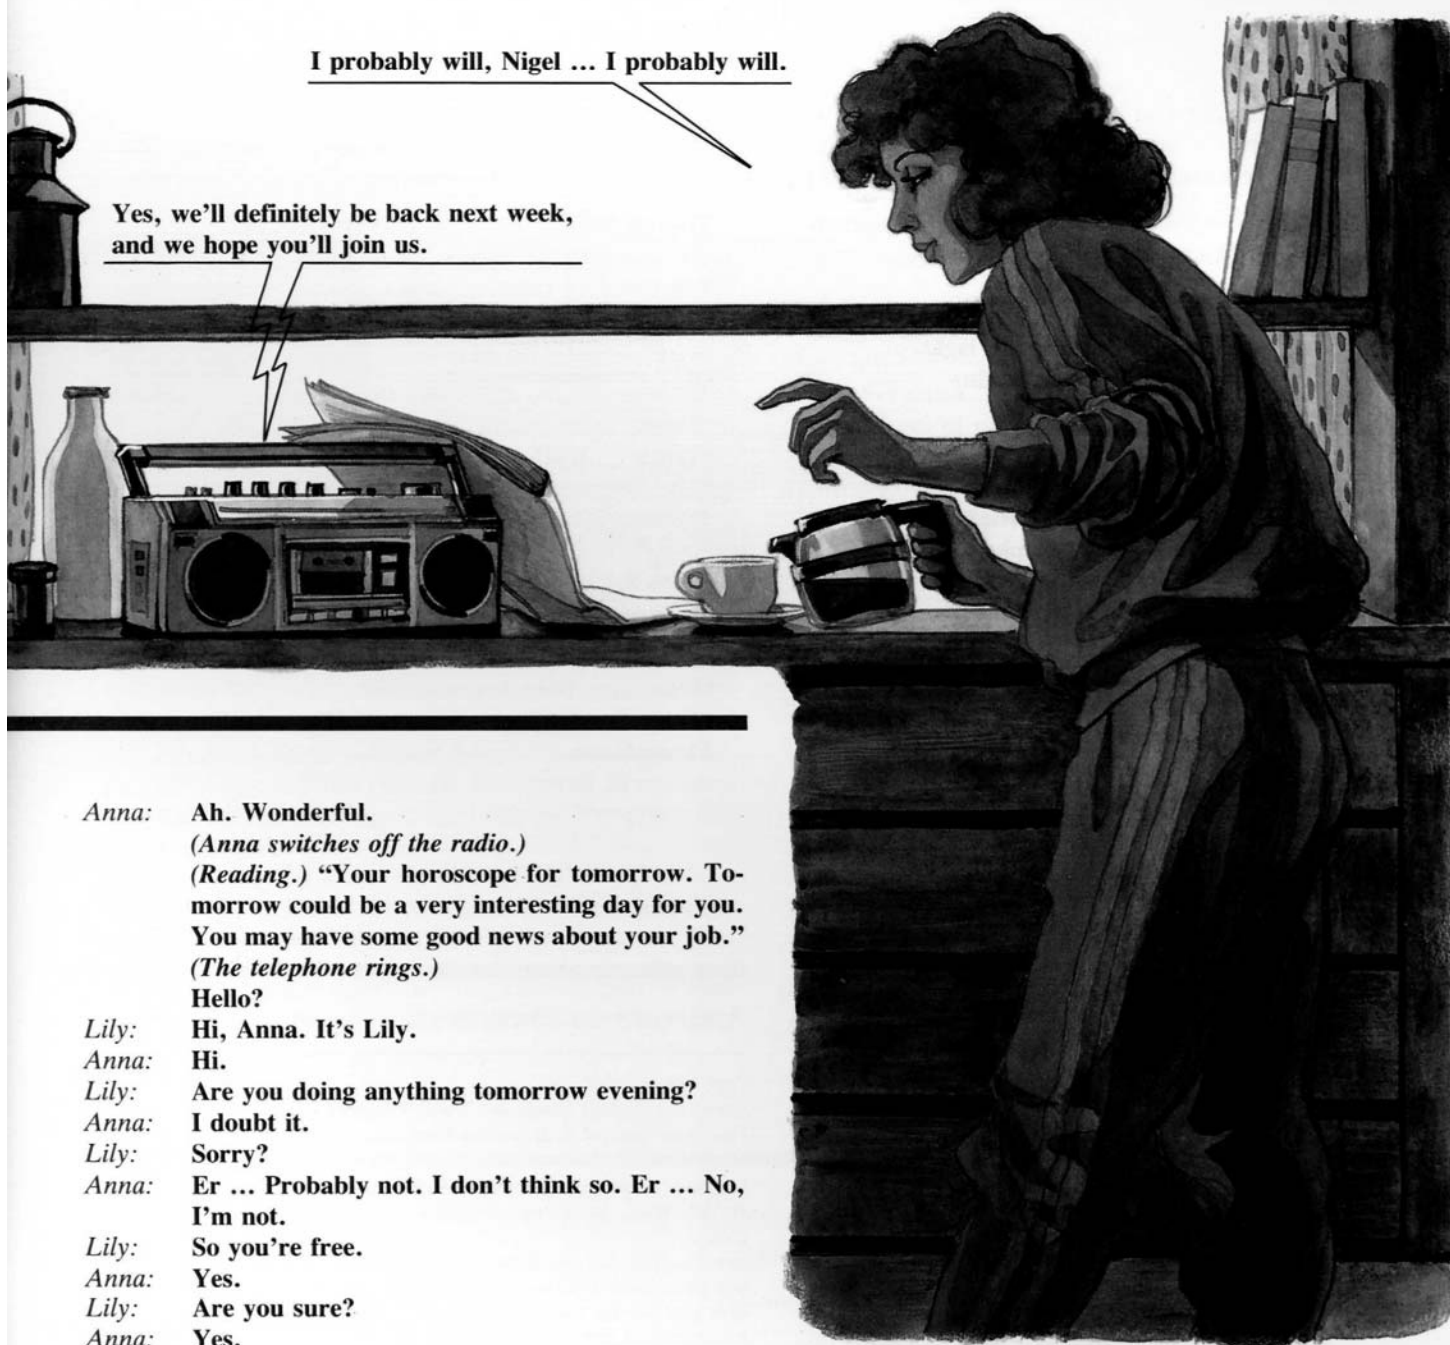 I probably will, Nigel ... I probably will.
Yes, we'll definitely be back next week,
and we hope you'll join us.
Anna: Ah. Wonderful.
(Anna switches off the radio.)
(Reading.) “Your horoscope for tomorrow. To-
morrow could be a very interesting day for you.
You may have some good news about your job.”
(The telephone rings.)
Hello?
Lily: Hi, Anna. It's Lily.
Anna: Hi.
Lily: Are you doing anything tomorrow evening?
Anna: I doubt it.
Lily: Sorry?
Anna: Er ... Probably not. I don't think so. Er ... No,
I'm not.
Lily: So you're free.
Anna: Yes.
Lily: Are you sure?
Anna: Yes.